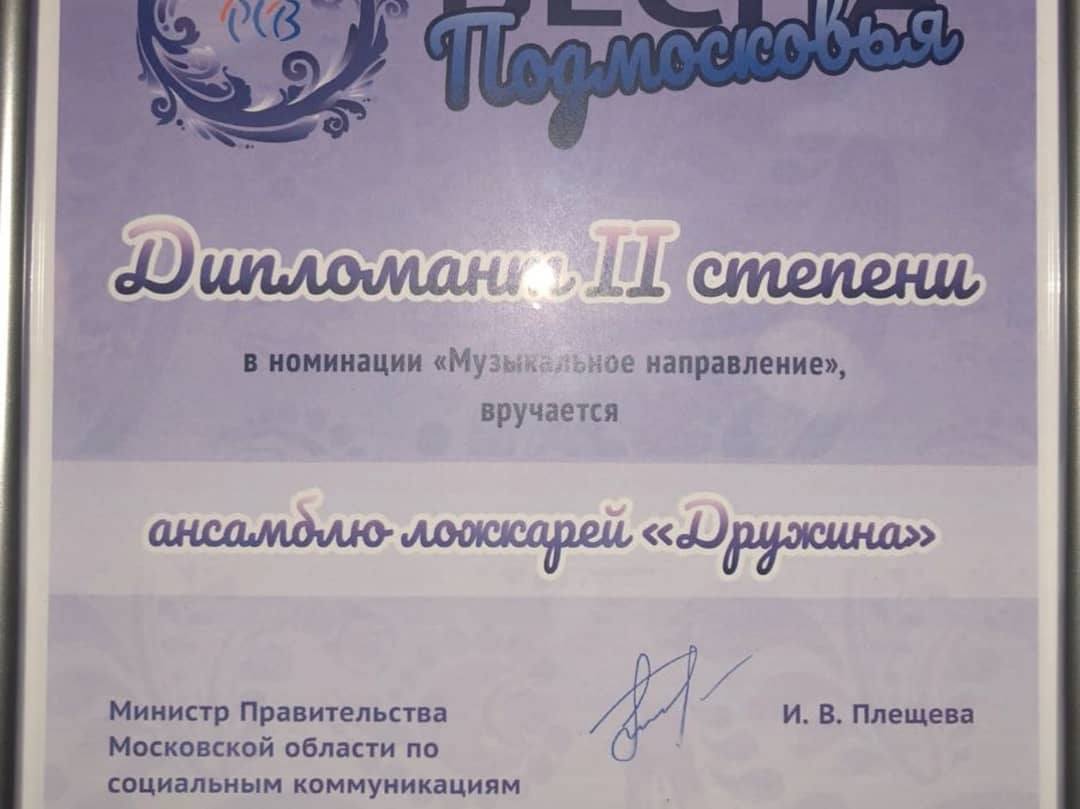 РСВ
ВЕСНА
Подмосковья
Дипломант II степени
в номинации «Музыкальное направление»,
вручается
ансамблю ложкарей «Дружина»
Министр Правительства
Московской области по
социальным коммуникациям
И. В. Плещева